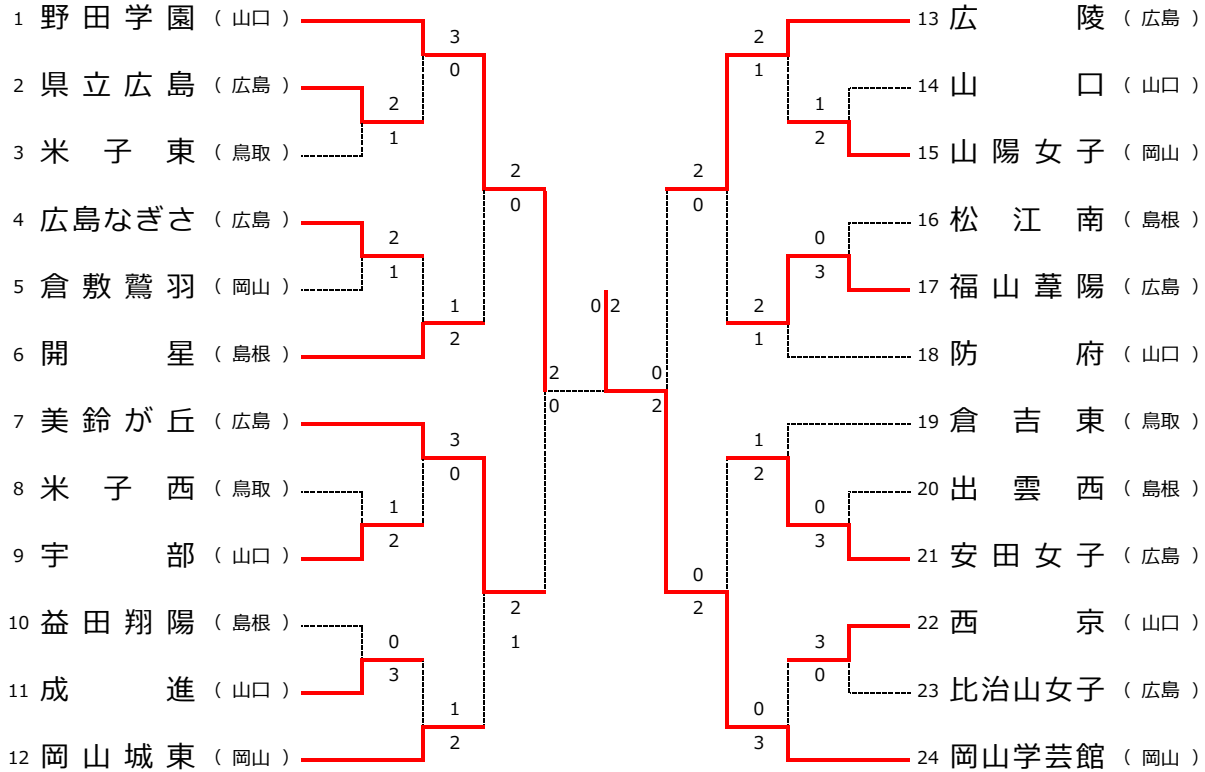 1 野田学園 （ 山口 ）
2 県立広島 （ 広島 ）
3 米子東 （ 鳥取 ）
4 広島なぎさ （ 広島 ）
5 倉敷鷲羽 （ 岡山 ）
6 開星 （ 島根 ）
7 美鈴が丘 （ 広島 ）
8 米子西 （ 鳥取 ）
9 宇部 （ 山口 ）
10 益田翔陽 （ 島根 ）
11 成進 （ 山口 ）
12 岡山城東 （ 岡山 ）
3
0
2
1
2
1
1
2
3
0
1
2
0
3
1
2
2
0
2
1
2
0
0 2
0
2
2
0
0
2
2
1
1
2
0
3
2
1
1
2
0
3
3
0
0
3
13 広陵 （ 広島 ）
14 山口 （ 山口 ）
15 山陽女子 （ 岡山 ）
16 松江南 （ 島根 ）
17 福山葦陽 （ 広島 ）
18 防府 （ 山口 ）
19 倉吉東 （ 鳥取 ）
20 出雲西 （ 島根 ）
21 安田女子 （ 広島 ）
22 西京 （ 山口 ）
23 比治山女子 （ 広島 ）
24 岡山学芸館 （ 岡山 ）